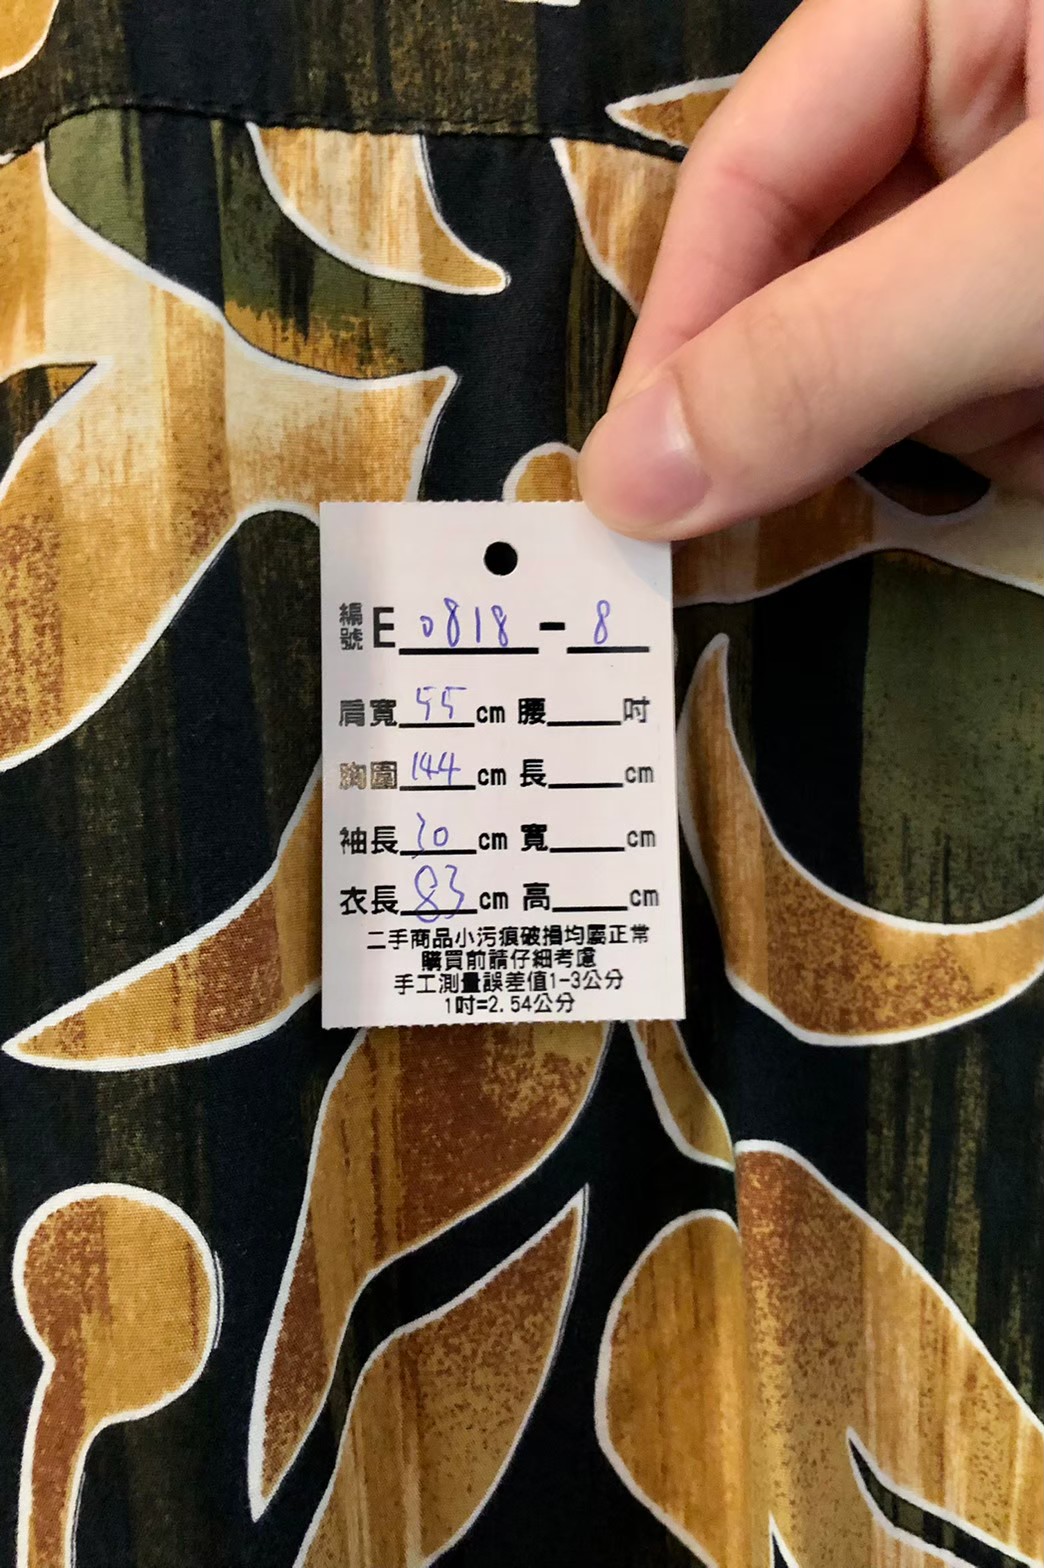 編號 E 0818-8
肩寬 55 cm 腰 吋
胸圍 144 cm 長 cm
袖長 30 cm 寬 cm
衣長 83 cm 高 cm
二手商品小污痕破損均屬正常
購買前請仔細考慮
手工測量誤差值1-3公分
1吋=2.54公分